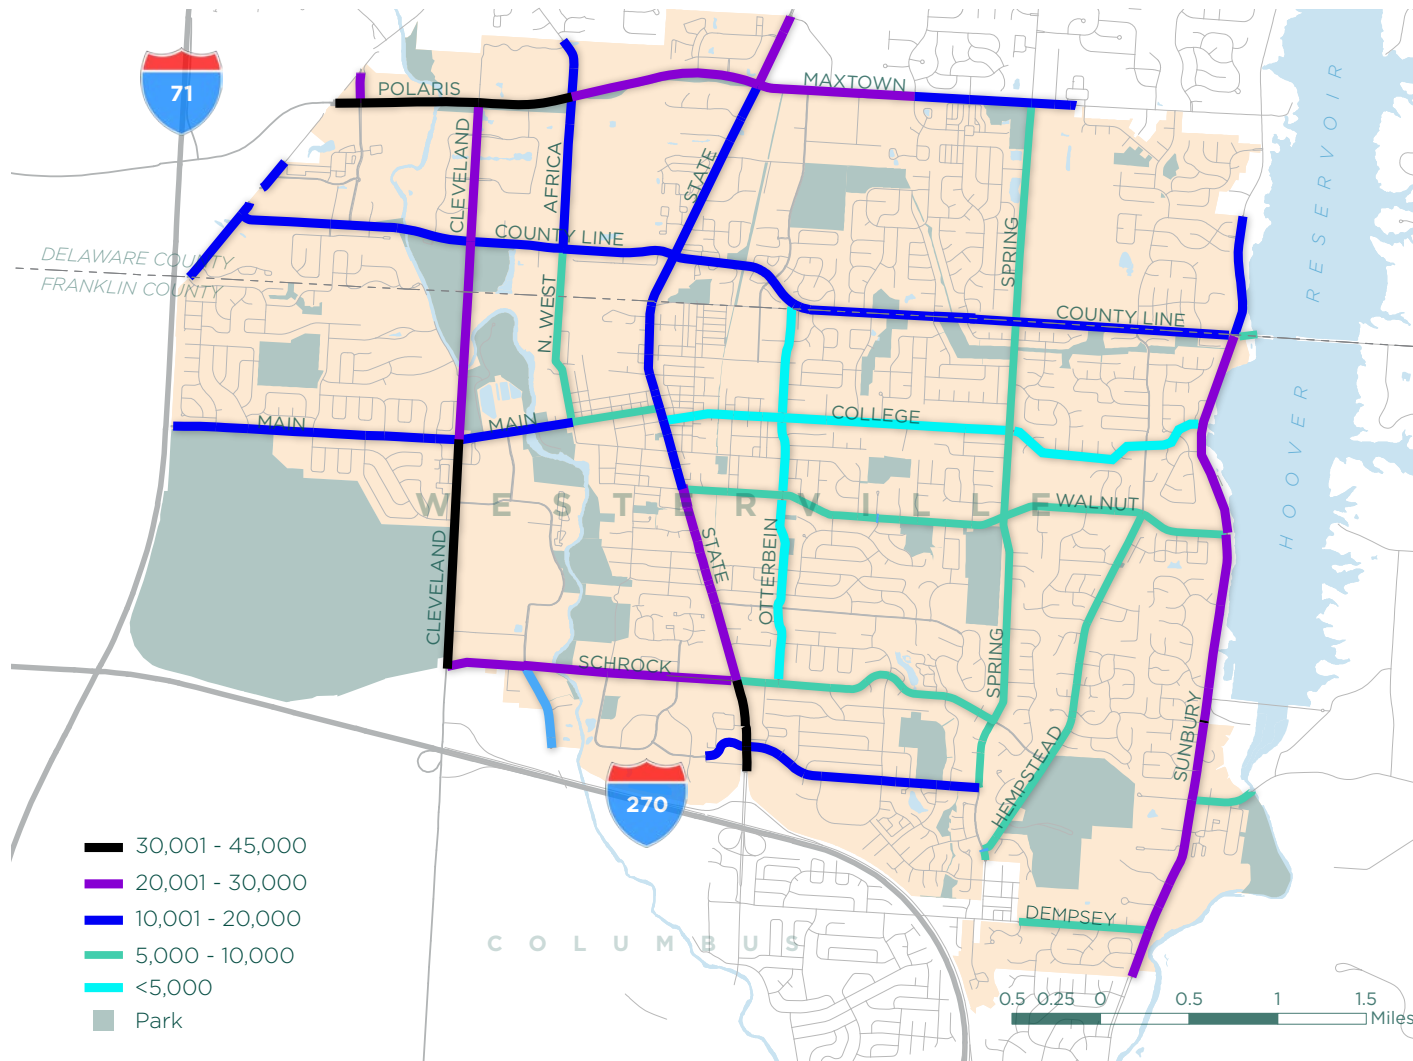 71
POLARIS
MAXTOWN
CLEVELAND
AFRICA
STATE
COUNTY LINE
SPRING
RESERVOIR
DELAWARE COUNTY
FRANKLIN COUNTY
N. WEST
COUNTY LINE
MAIN
MAIN
COLLEGE
HOOVER
WESTERVILLE
WALNUT
CLEVELAND
STATE
OTTERBEIN
SCHROCK
SPRING
HEMPSTEAD
SUNBURY
270
30,001 - 45,000
20,001 - 30,000
10,001 - 20,000
5,000 - 10,000
<5,000
Park
COLUMBUS
DEMPSEY
0.5 0.25 0 0.5 1 1.5
Miles